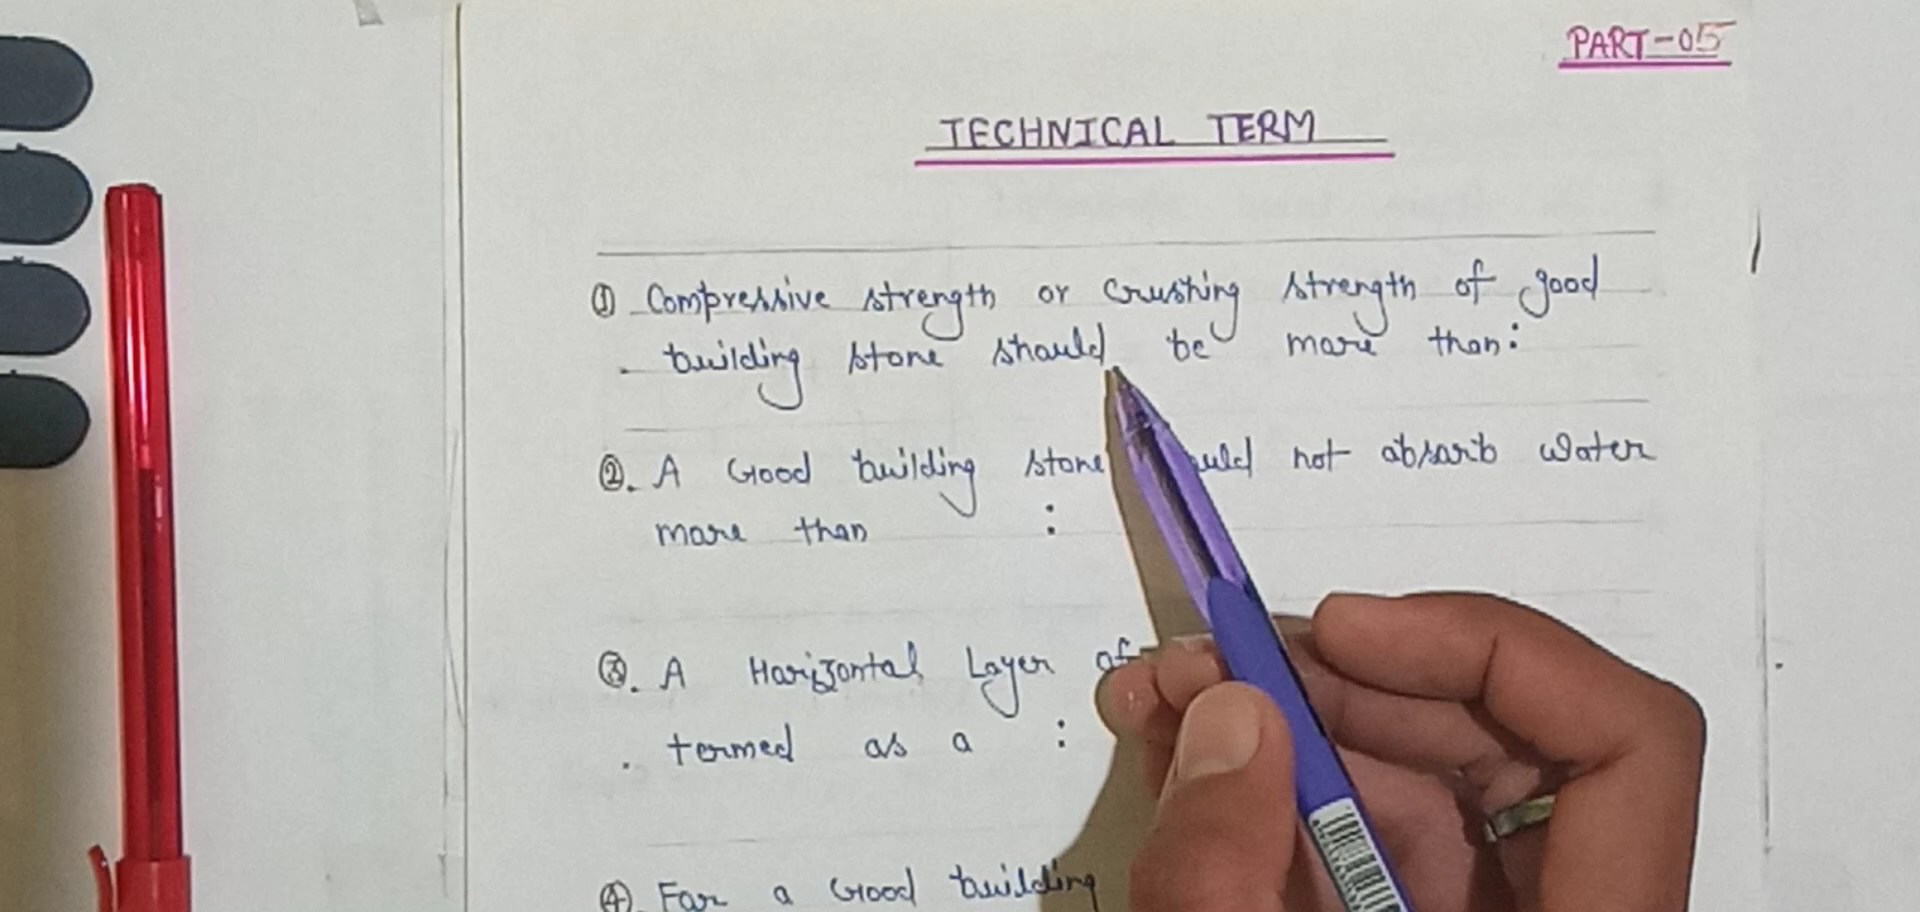 PART-05
TECHNICAL TERM
① Compressive strength or crushing strength of good
building stone should be more than:
②. A Good building stone not absorb water
more than :
③. A Horizontal Layer of
termed as a :
④. For a Good building